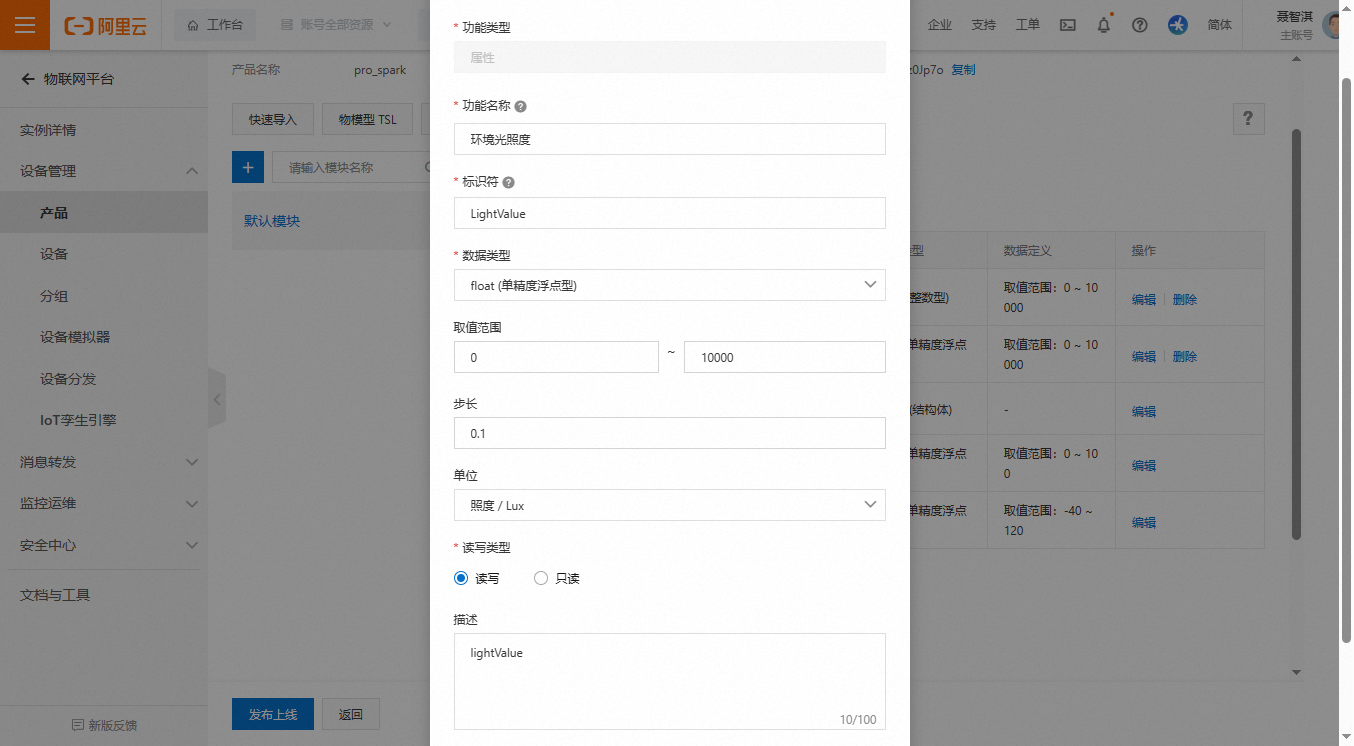 阿里云
工作台
账号全部资源
企业
支持
工单
简体
聂智淇
主账号
物联网平台
实例详情
设备管理
产品
设备
分组
设备模拟器
设备分发
IoT孪生引擎
消息转发
监控运维
安全中心
文档与工具
新版反馈
产品名称
pro_spark
z0Jp7o 复制
快速导入
物模型 TSL
+
请输入模块名称
默认模块
?
* 功能类型
属性
* 功能名称 ?
环境光照度
* 标识符 ?
LightValue
* 数据类型
float (单精度浮点型)
取值范围
0 ~ 10000
步长
0.1
单位
照度 / Lux
* 读写类型
读写
只读
描述
lightValue
10/100
型
数据定义
操作
整数型)
取值范围：0 ~ 10
000
编辑 | 删除
单精度浮点
取值范围：0 ~ 10
000
编辑 | 删除
(结构体)
-
编辑
单精度浮点
取值范围：0 ~ 10
0
编辑
单精度浮点
取值范围：-40 ~
120
编辑
发布上线
返回